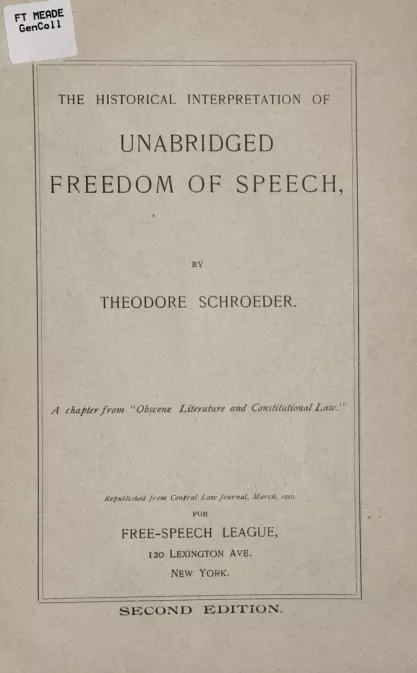 FT MEADE
GenColl
THE HISTORICAL INTERPRETATION OF
UNABRIDGED
FREEDOM OF SPEECH,
BY
THEODORE SCHROEDER.
A chapter from "Obscene Literature and Constitutional Law."
Republished from Central Law Journal, March, 1910,
FOR
FREE-SPEECH LEAGUE,
120 LEXINGTON AVE.
NEW YORK.
SECOND EDITION.